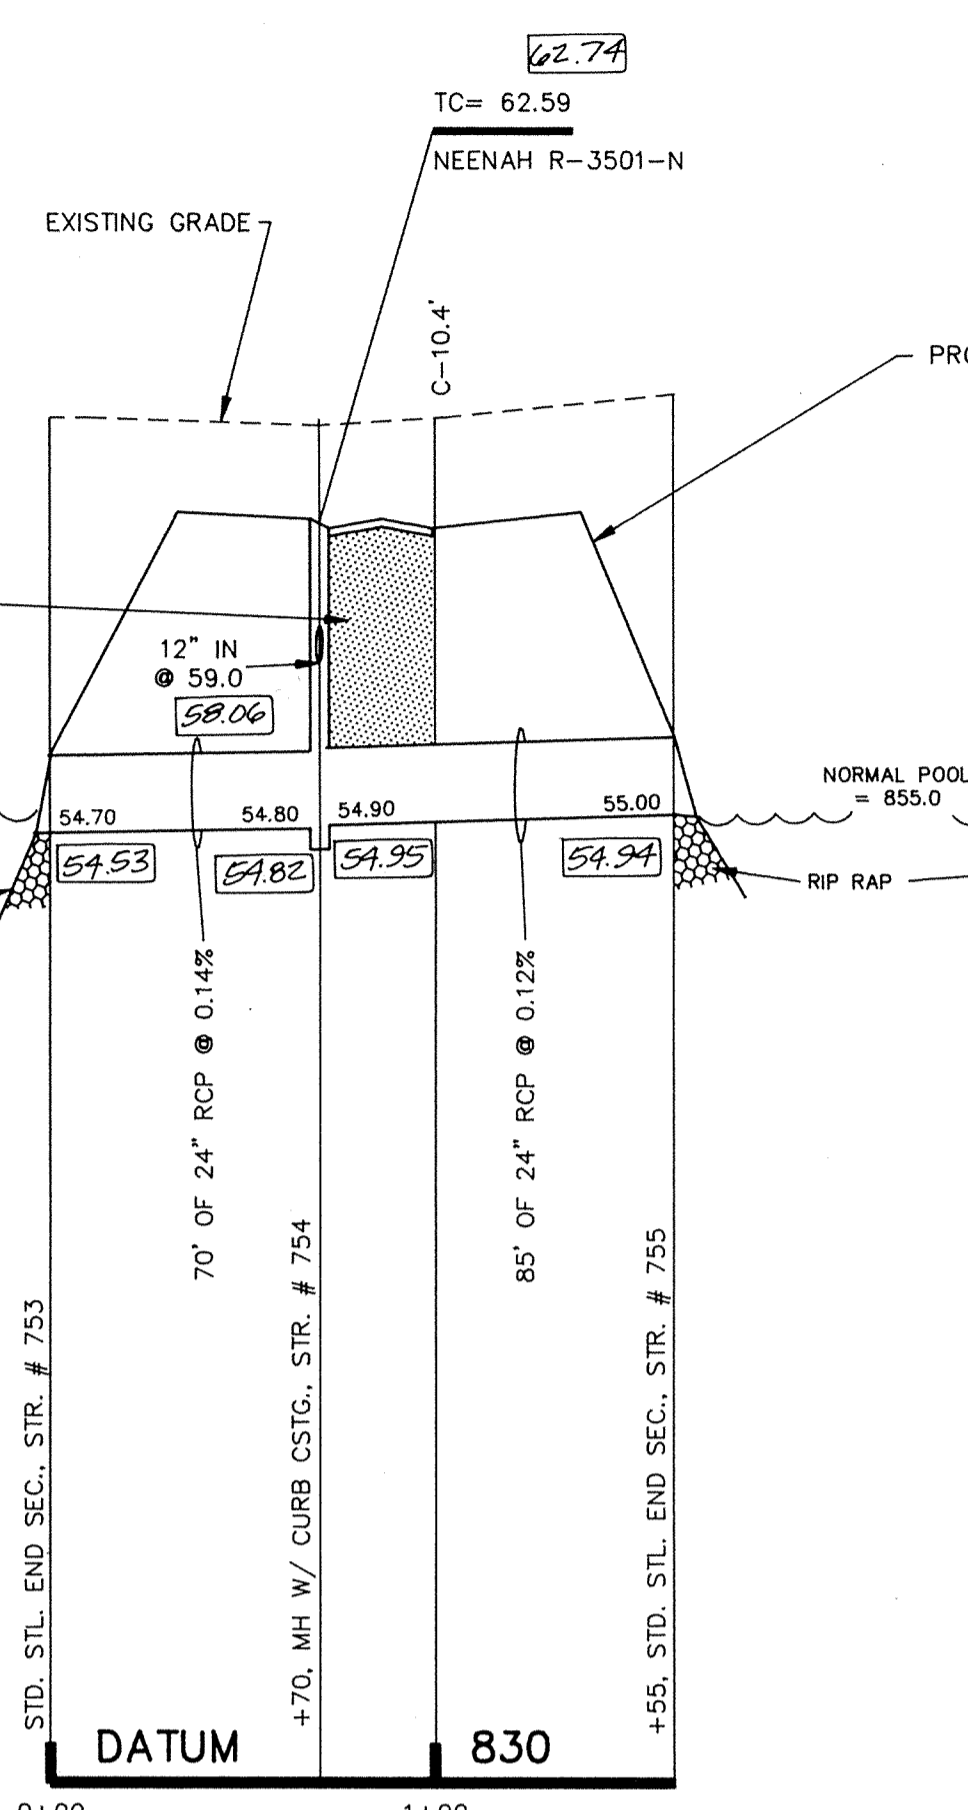 62.74
TC= 62.59
NEENAH R-3501-N
EXISTING GRADE
C-10.4'
12" IN
@ 59.0
58.06
NORMAL POOL
= 855.0
54.70
54.80
54.90
55.00
54.53
54.82
54.95
54.94
RIP RAP
70' OF 24" RCP @ 0.14%
85' OF 24" RCP @ 0.12%
STD. STL. END SEC., STR. # 753
+70, MH W/ CURB CSTG., STR. # 754
+55, STD. STL. END SEC., STR. # 755
DATUM 830